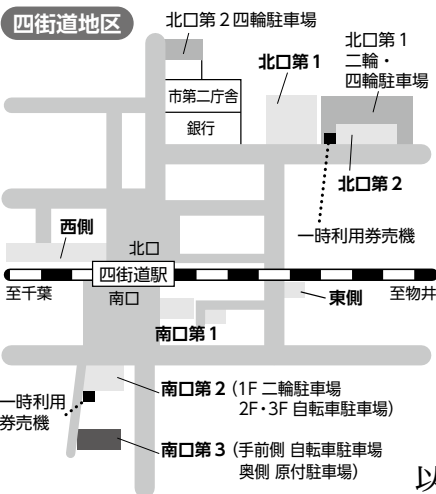 四街道地区
北口第2四輪駐車場
北口第1
北口第1
二輪・
四輪駐車場
市第二庁舎
銀行
北口第2
一時利用券売機
西側
北口
四街道駅
至千葉
南口
東側
至物井
南口第1
南口第2 (1F 二輪駐車場
2F・3F 自転車駐車場)
一時利用
券売機
南口第3 (手前側 自転車駐車場
奥側 原付駐車場)
以